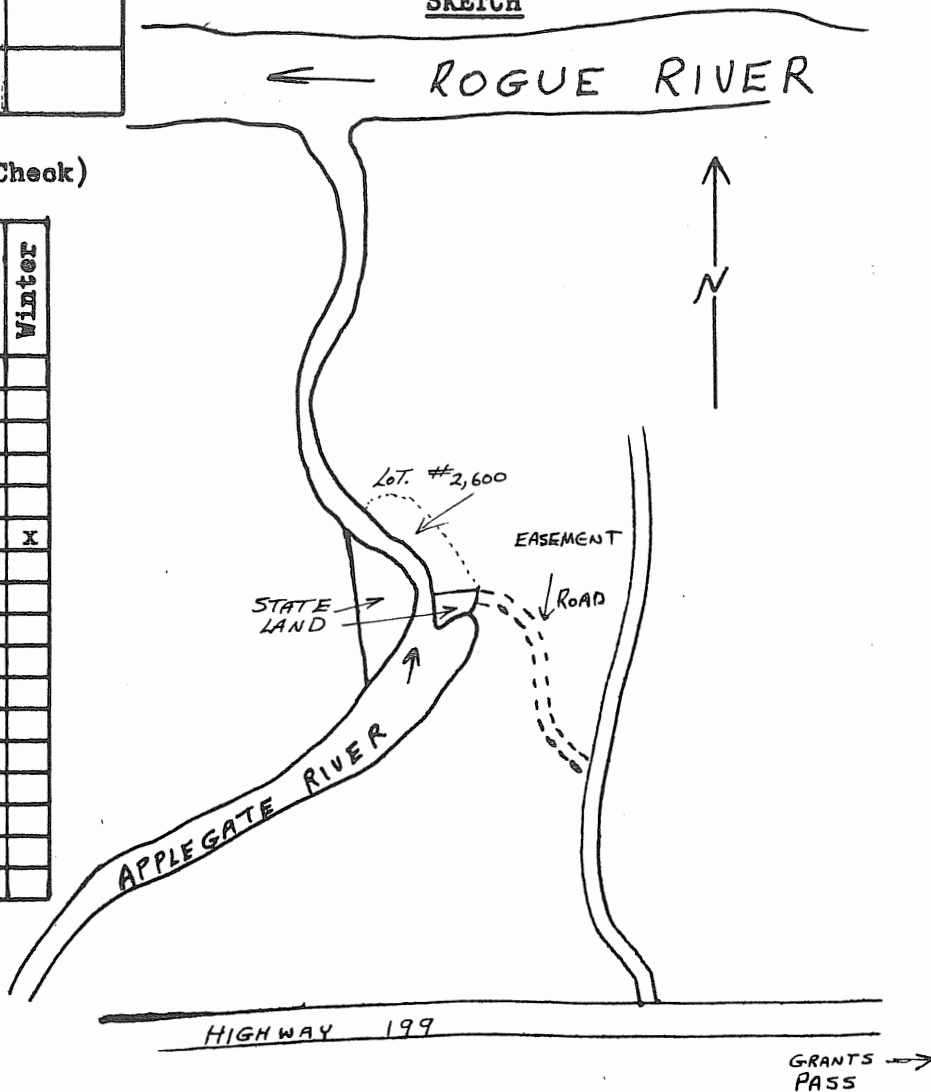 SKETCH
ROGUE RIVER
Check)
Winter
N
LOT. #2,600
X
EASEMENT
ROAD
STATE
LAND
APPLEGATE RIVER
HIGHWAY 199
GRANTS
PASS